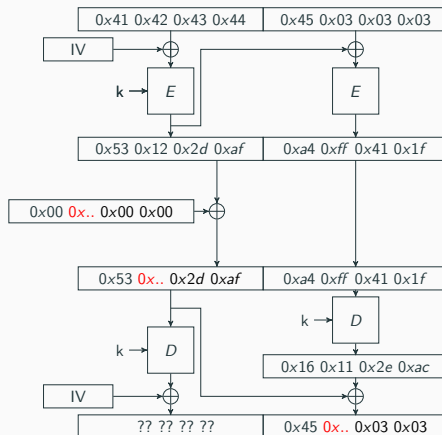 0x41 0x42 0x43 0x44 0x45 0x03 0x03 0x03
IV
k E E
0x53 0x12 0x2d 0xaf 0xa4 0xff 0x41 0x1f
0x00 0x.. 0x00 0x00
0x53 0x.. 0x2d 0xaf 0xa4 0xff 0x41 0x1f
k D
k D
0x16 0x11 0x2e 0xac
IV
?? ?? ?? ?? 0x45 0x.. 0x03 0x03